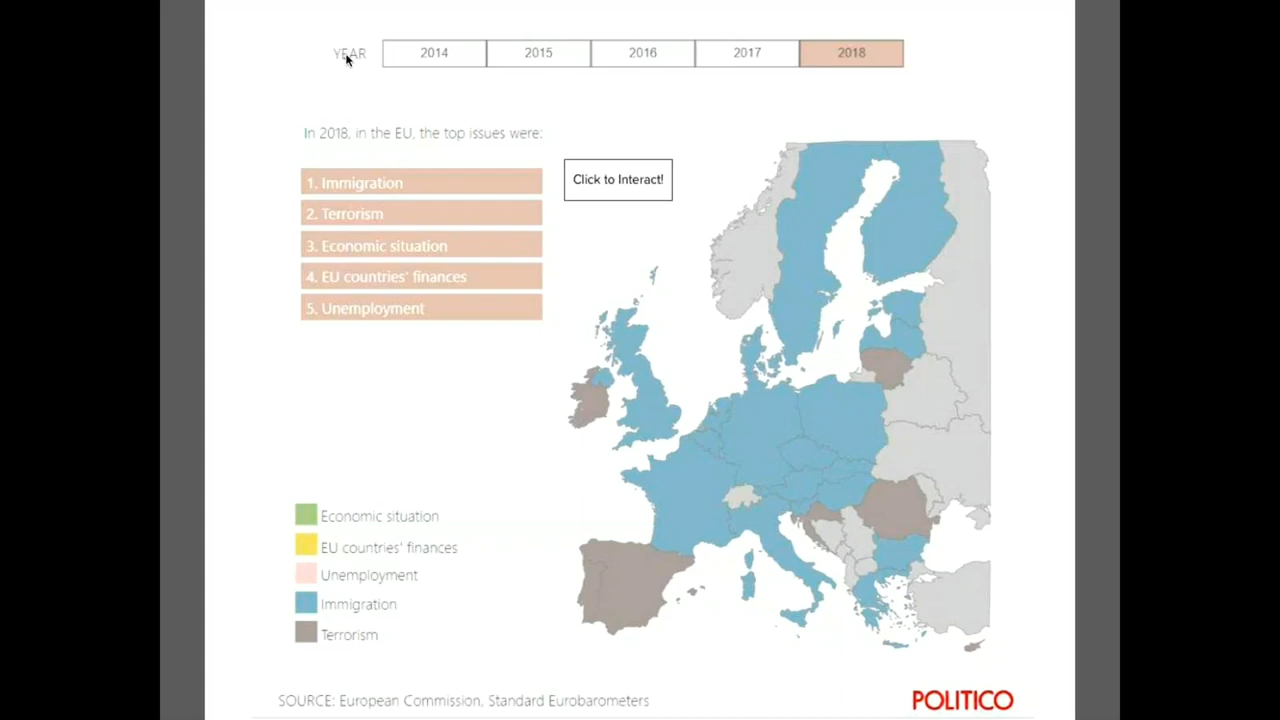 YEAR 2014 2015 2016 2017 2018
In 2018, in the EU, the top issues were:
Click to Interact!
1. Immigration
2. Terrorism
3. Economic situation
4. EU countries' finances
5. Unemployment
Economic situation
EU countries' finances
Unemployment
Immigration
Terrorism
SOURCE: European Commission, Standard Eurobarometers
POLITICO